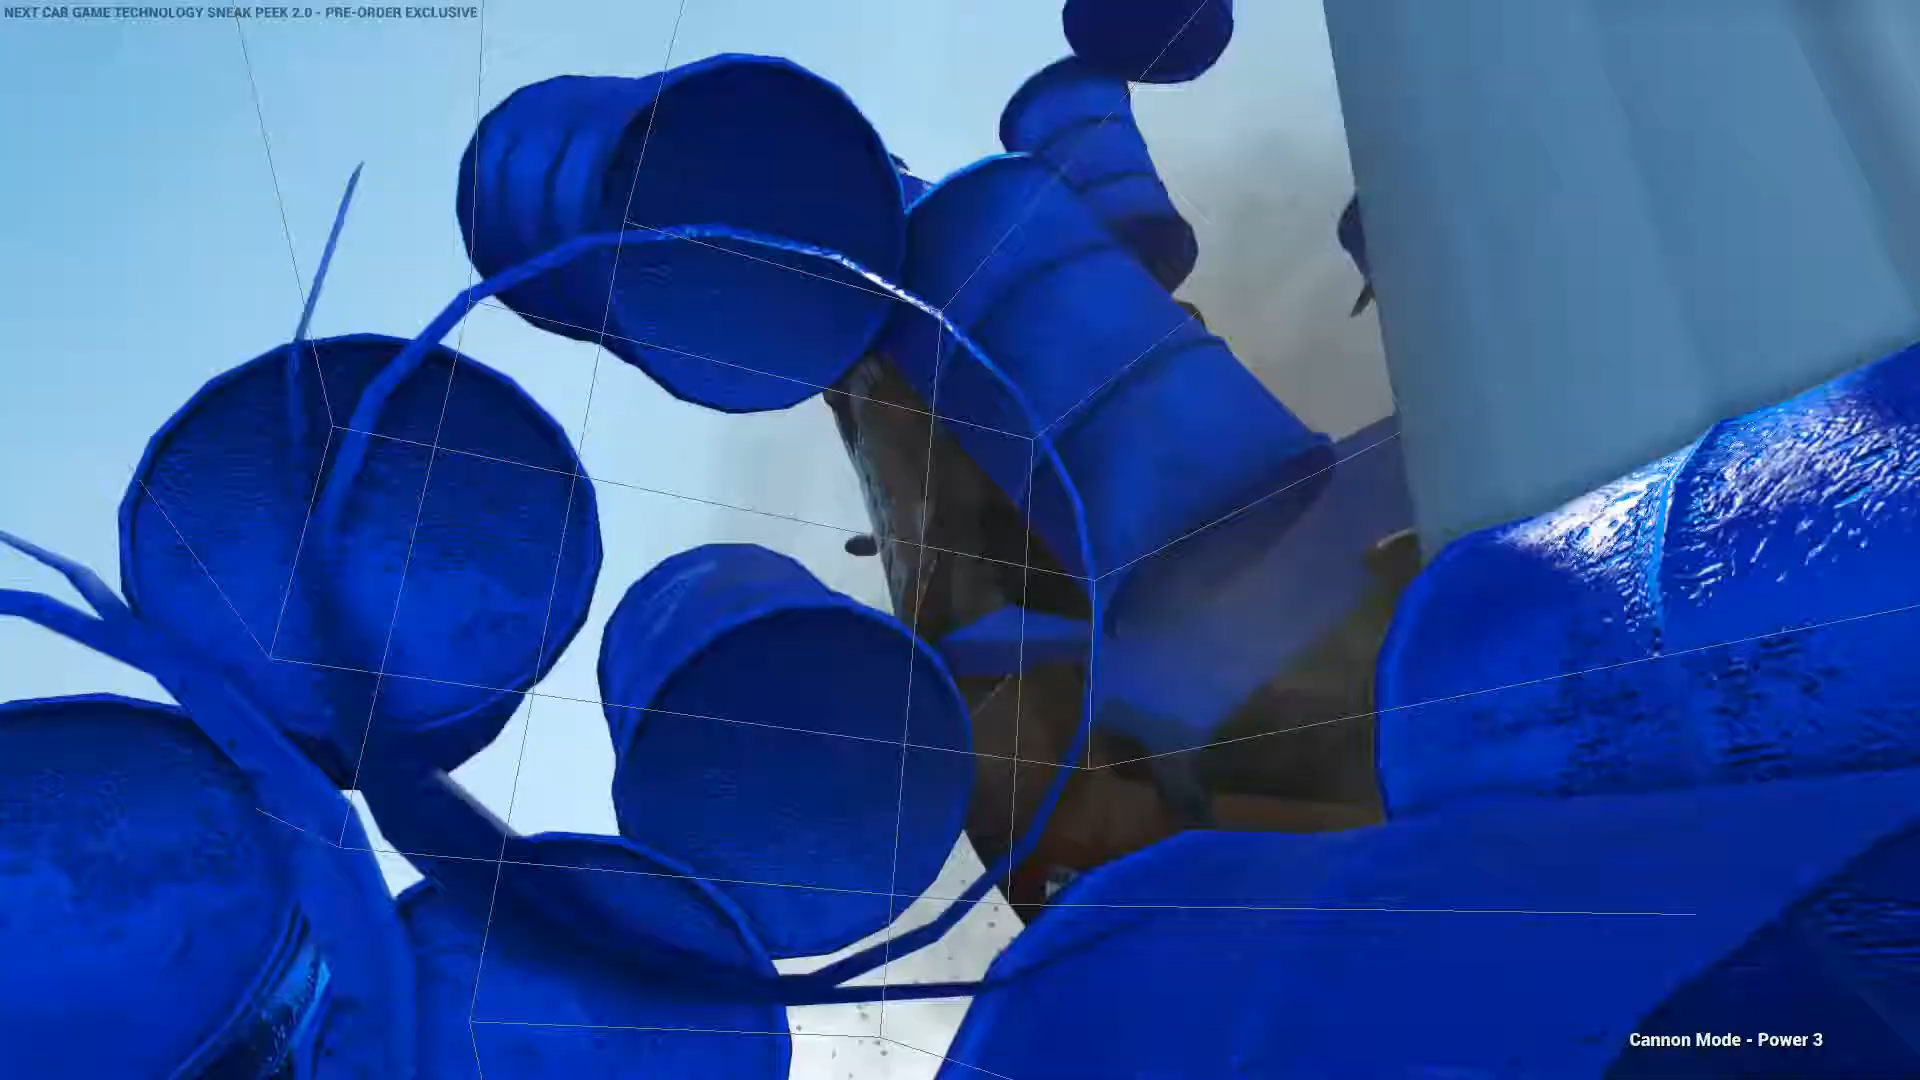 NEXT CAR GAME TECHNOLOGY SNEAK PEEK 2.0 - PRE-ORDER EXCLUSIVE
Cannon Mode - Power 3